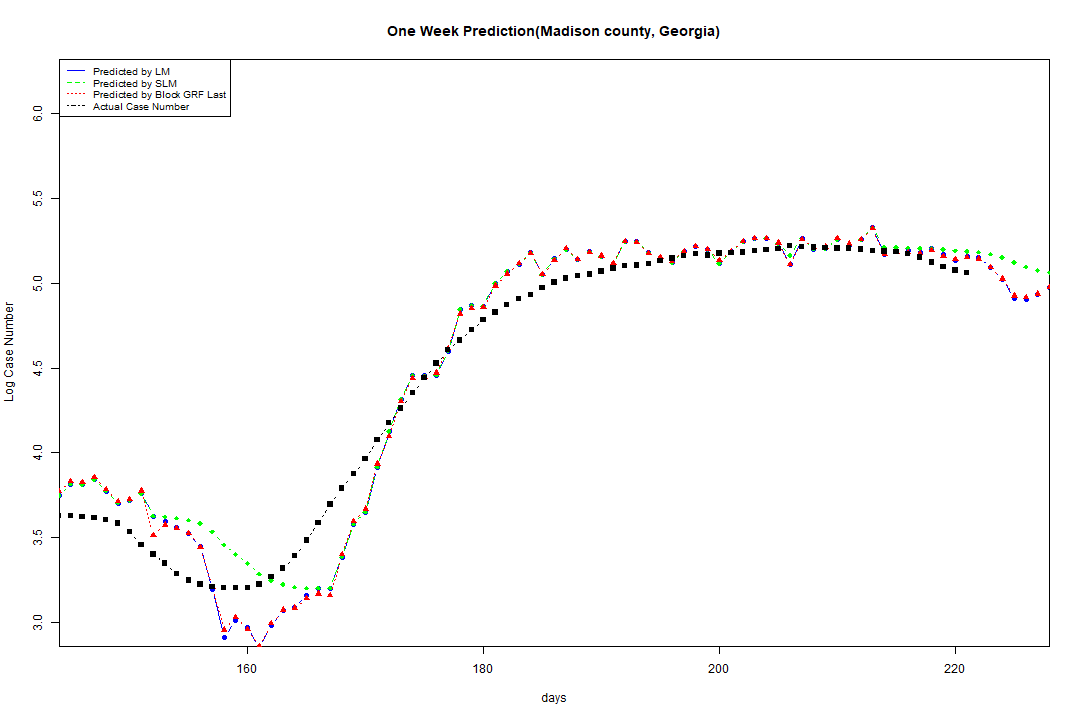 One Week Prediction(Madison county, Georgia)
Predicted by LM
Predicted by SLM
Predicted by Block GRF Last
Actual Case Number
6.0
5.5
5.0
4.5
4.0
3.5
3.0
Log Case Number
160 180 200 220
days